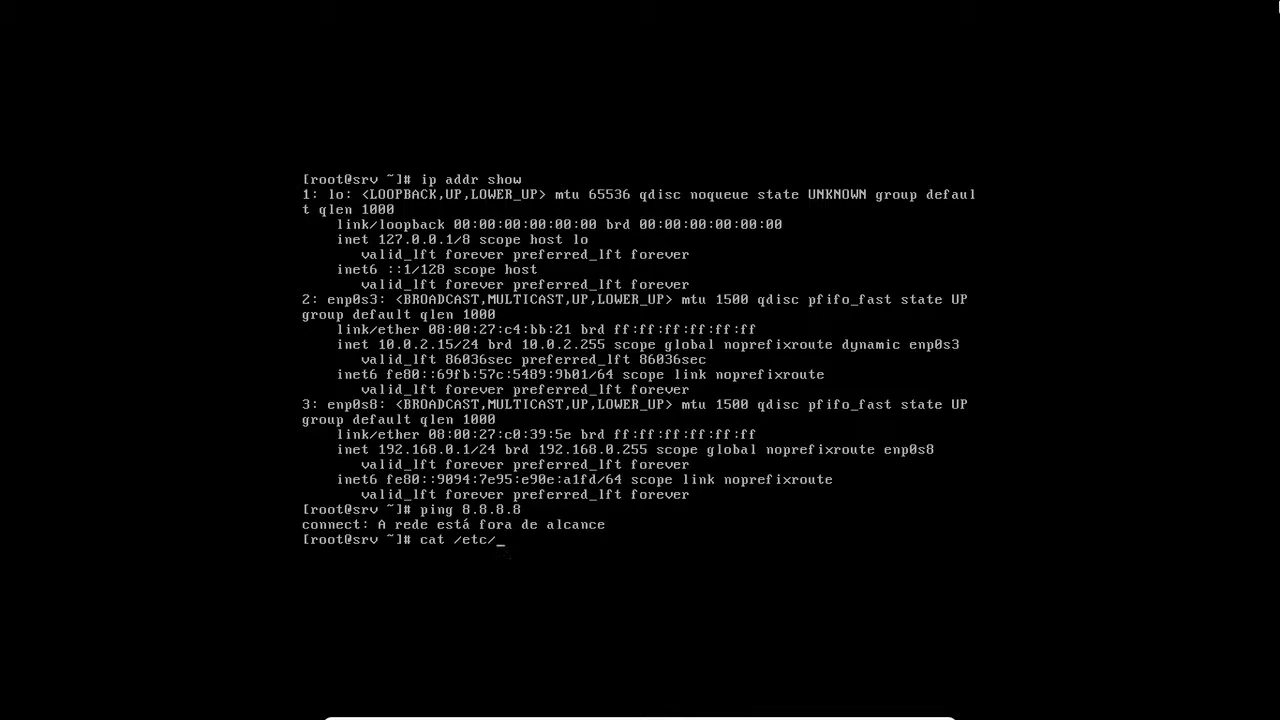 [root@srv ~]# ip addr show
1: lo: <LOOPBACK,UP,LOWER_UP> mtu 65536 qdisc noqueue state UNKNOWN group defaul
t qlen 1000
    link/loopback 00:00:00:00:00:00 brd 00:00:00:00:00:00
    inet 127.0.0.1/8 scope host lo
       valid_lft forever preferred_lft forever
    inet6 ::1/128 scope host
       valid_lft forever preferred_lft forever
2: enp0s3: <BROADCAST,MULTICAST,UP,LOWER_UP> mtu 1500 qdisc pfifo_fast state UP
group default qlen 1000
    link/ether 08:00:27:c4:bb:21 brd ff:ff:ff:ff:ff:ff
    inet 10.0.2.15/24 brd 10.0.2.255 scope global noprefixroute dynamic enp0s3
       valid_lft 86036sec preferred_lft 86036sec
    inet6 fe80::69fb:57c:5489:9b01/64 scope link noprefixroute
       valid_lft forever preferred_lft forever
3: enp0s8: <BROADCAST,MULTICAST,UP,LOWER_UP> mtu 1500 qdisc pfifo_fast state UP
group default qlen 1000
    link/ether 08:00:27:c0:39:5e brd ff:ff:ff:ff:ff:ff
    inet 192.168.0.1/24 brd 192.168.0.255 scope global noprefixroute enp0s8
       valid_lft forever preferred_lft forever
    inet6 fe80::9094:7e95:e90e:a1fd/64 scope link noprefixroute
       valid_lft forever preferred_lft forever
[root@srv ~]# ping 8.8.8.8
connect: A rede está fora de alcance
[root@srv ~]# cat /etc/_